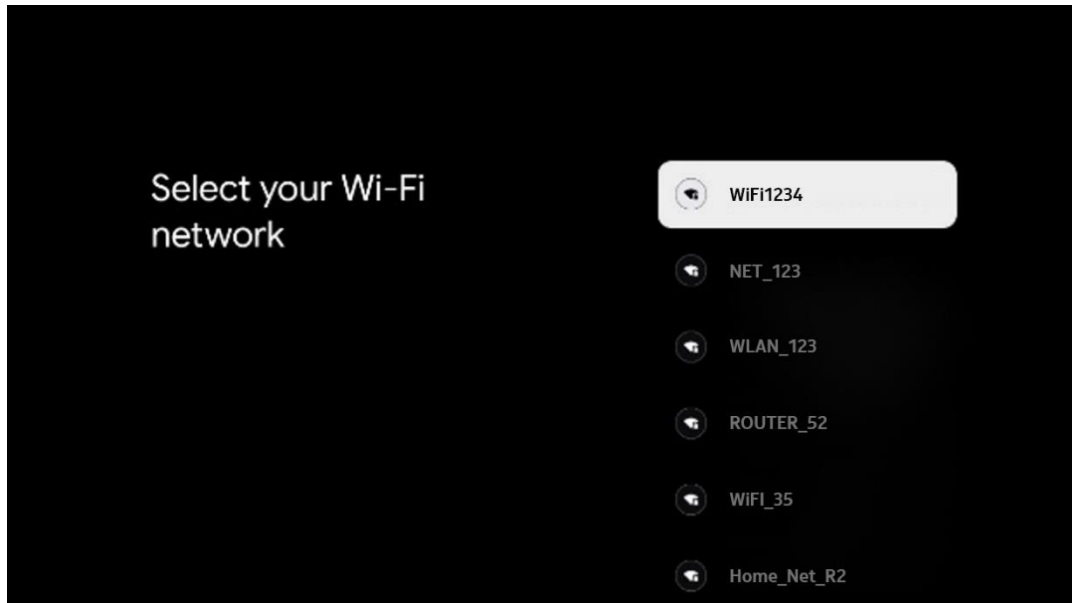 Select your Wi-Fi
network
WiFi1234
NET_123
WLAN_123
ROUTER_52
WiFI_35
Home_Net_R2